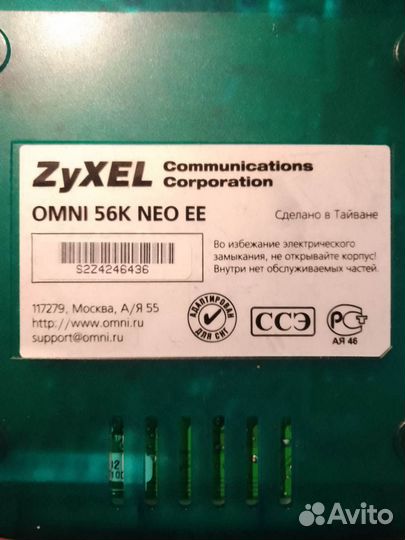 ZyXEL Communications
Corporation
OMNI 56K NEO EE
Сделано в Тайване
Во избежание электрического
замыкания, не открывайте корпус!
Внутри нет обслуживаемых частей.
S2Z4246436
117279, Москва, А/Я 55
http://www.omni.ru
support@omni.ru
АДАПТИРОВАН
ДЛЯ СНГ
ССЭ
РСТ
АЯ 46
Avito